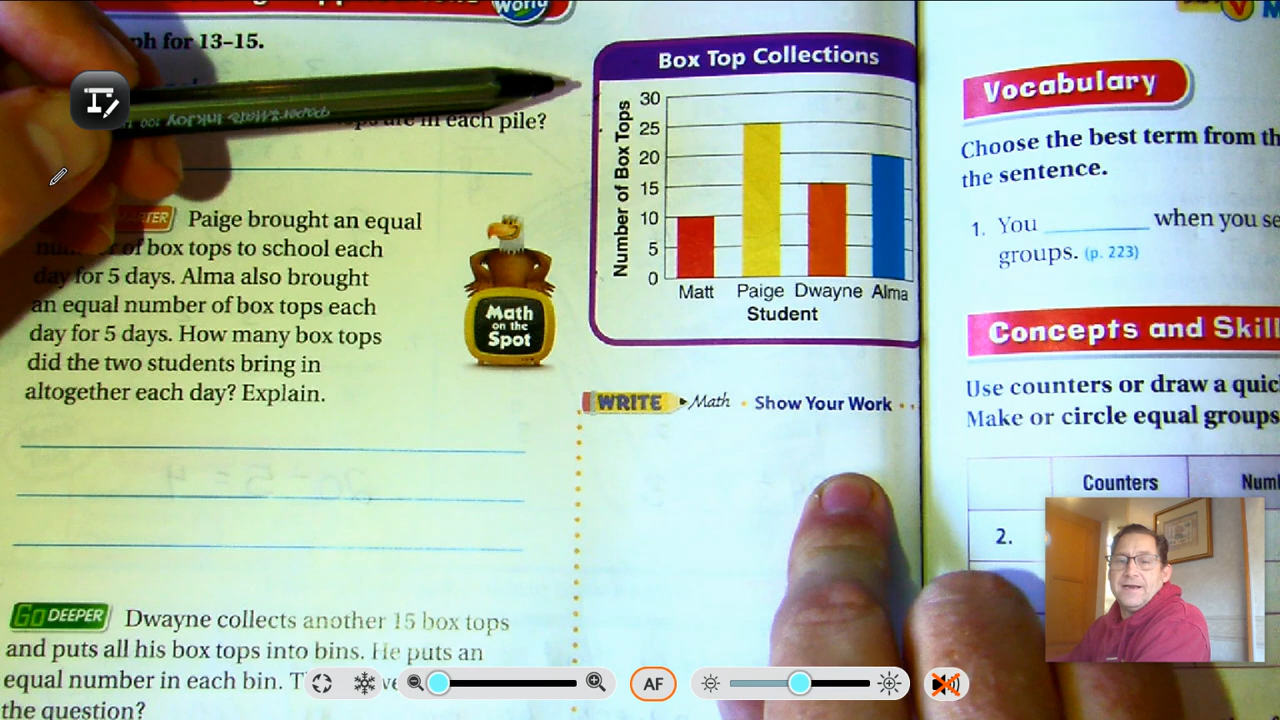 World
ph for 13–15.
are in each pile?
Paige brought an equal
of box tops to school each
day for 5 days. Alma also brought
an equal number of box tops each
day for 5 days. How many box tops
did the two students bring in
altogether each day? Explain.
Math
on the
Spot
GO DEEPER Dwayne collects another 15 box tops
and puts all his box tops into bins. He puts an
equal number in each bin.
the question?
Box Top Collections
Number of Box Tops
30
25
20
15
10
5
0
Matt Paige Dwayne Alma
Student
WRITE Math • Show Your Work
AF
Vocabulary
Choose the best term from
the sentence.
1. You ________ when you
groups. (p. 223)
Concepts and
Use counters or draw a
Make or circle equal groups
Counters
2.